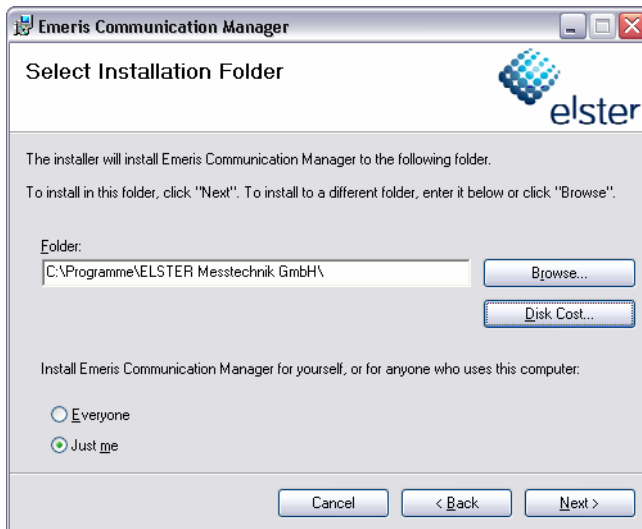 Emeris Communication Manager
Select Installation Folder
elster
The installer will install Emeris Communication Manager to the following folder.
To install in this folder, click "Next". To install to a different folder, enter it below or click "Browse".
Folder:
C:\Programme\ELSTER Messtechnik GmbH\
Browse...
Disk Cost...
Install Emeris Communication Manager for yourself, or for anyone who uses this computer:
Everyone
Just me
Cancel
< Back
Next >